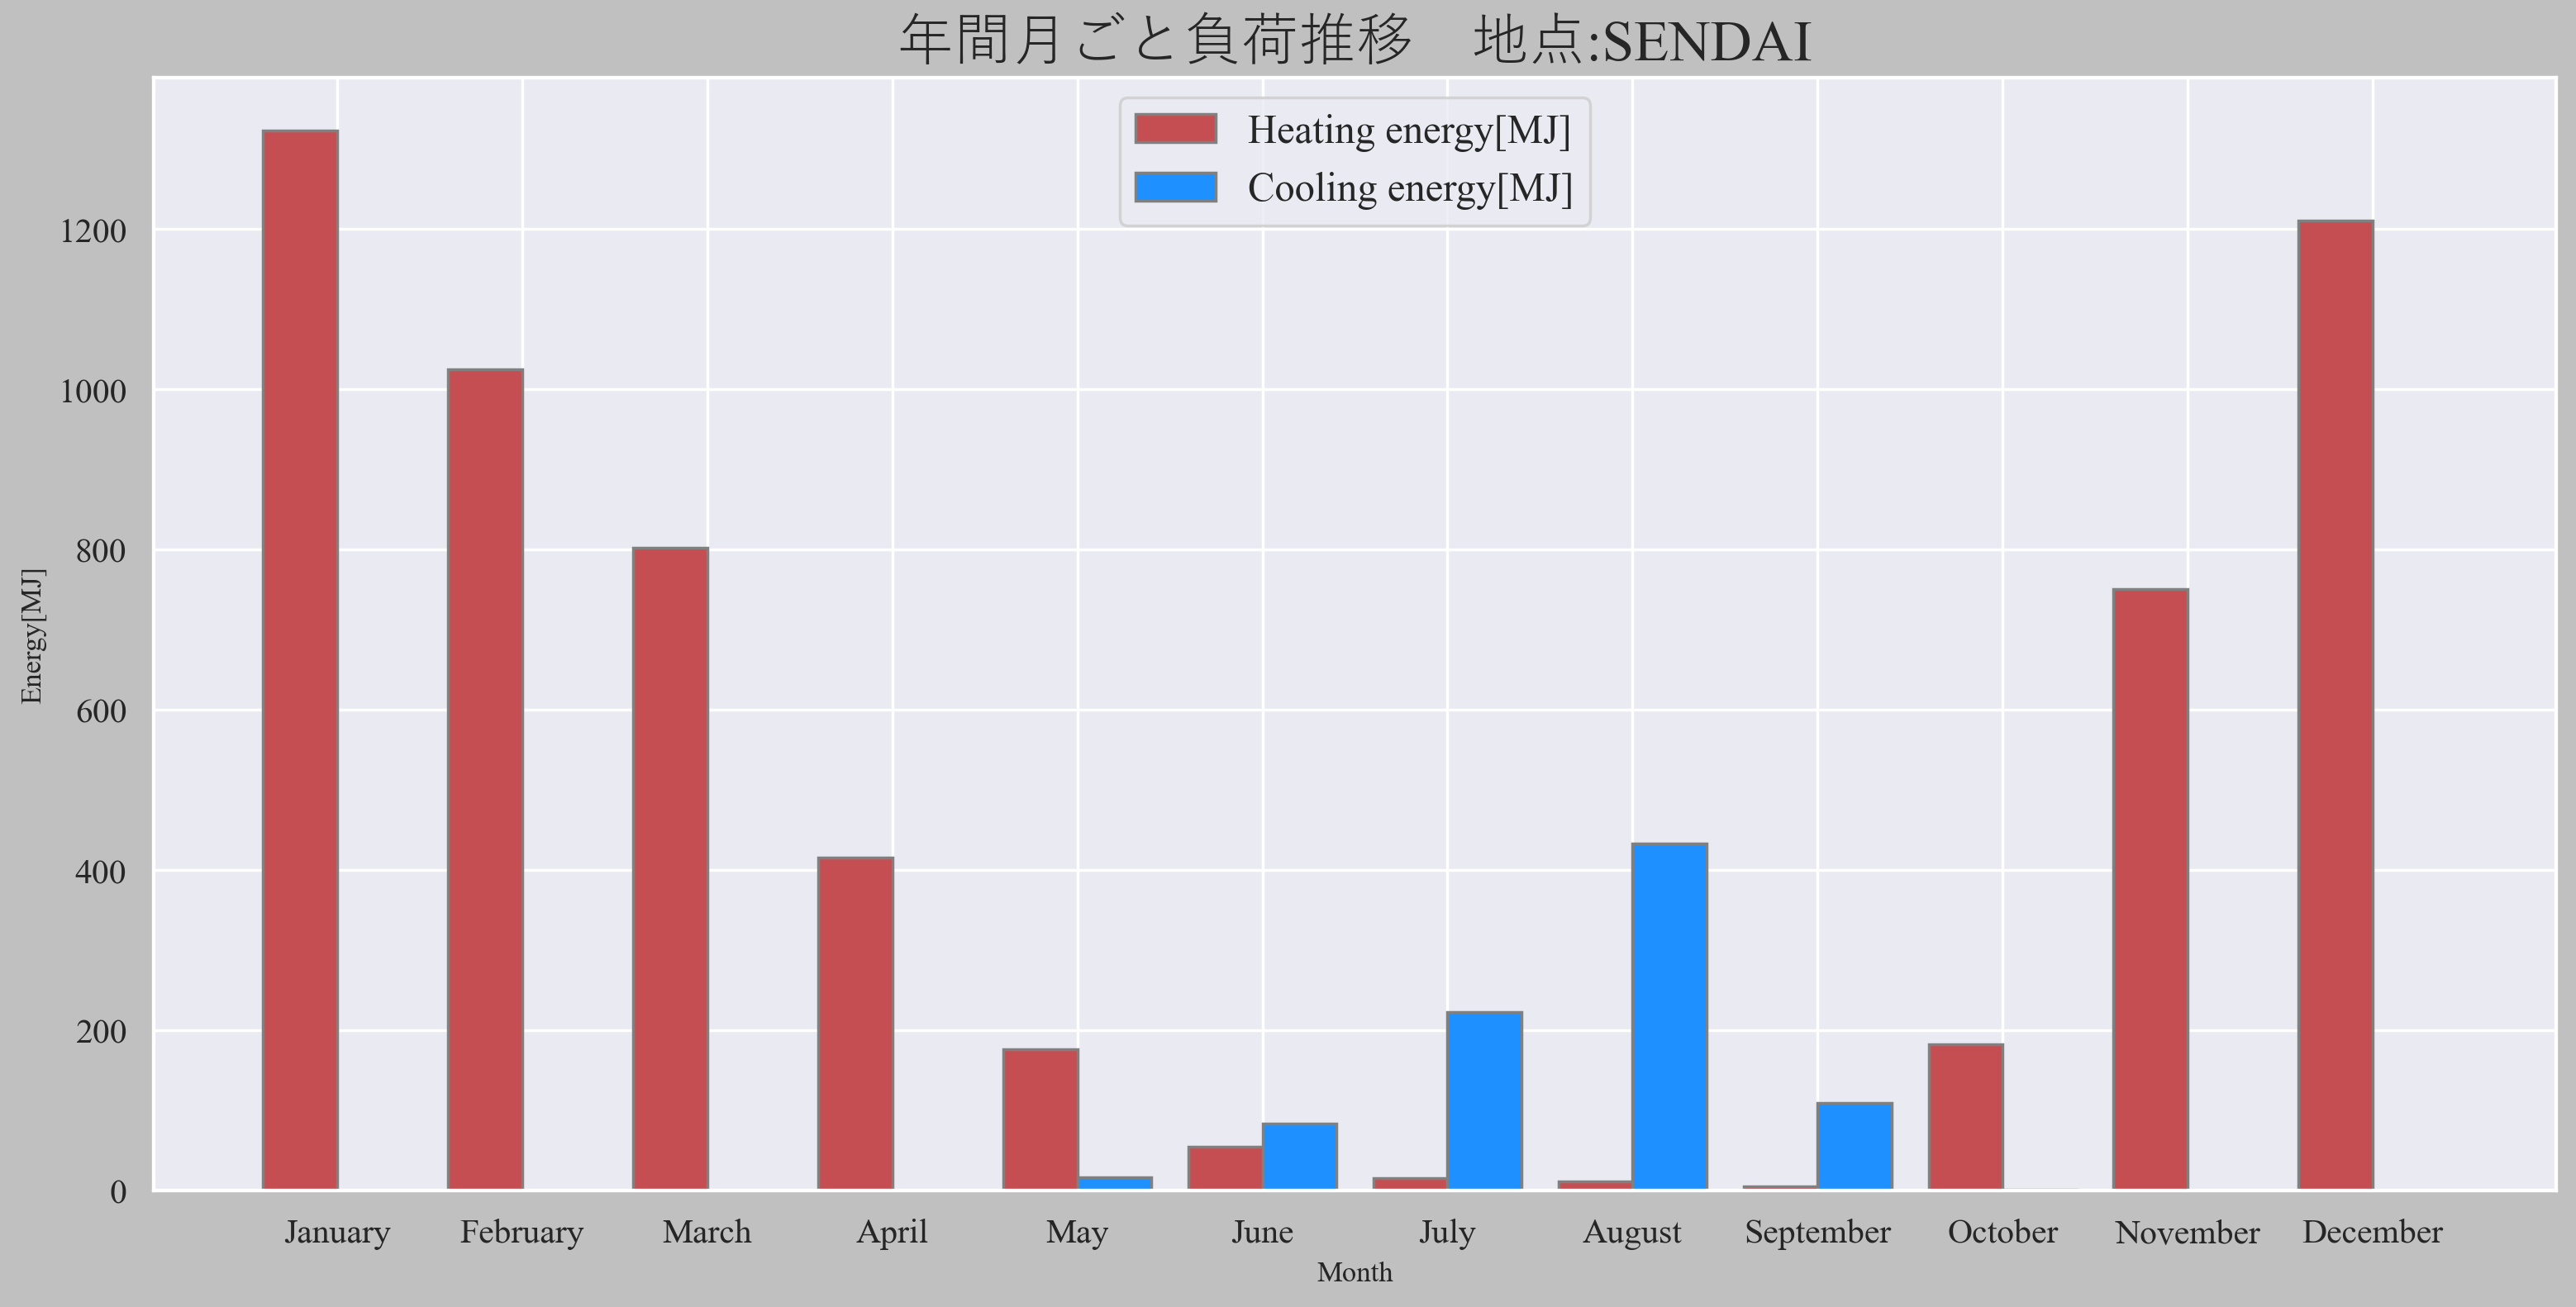 年間月ごと負荷推移　地点:SENDAI
Heating energy[MJ]
Cooling energy[MJ]
1200
1000
800
600
400
200
0
Energy[MJ]
January February March April May June July August September October November December
Month